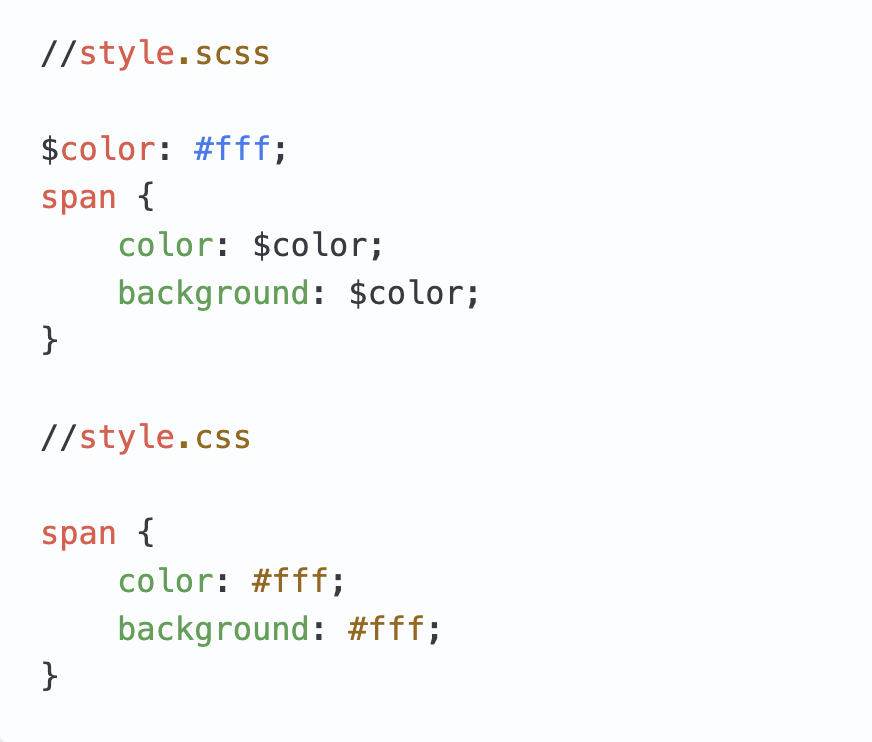 //style.scss
$color: #fff;
span {
    color: $color;
    background: $color;
}
//style.css
span {
    color: #fff;
    background: #fff;
}